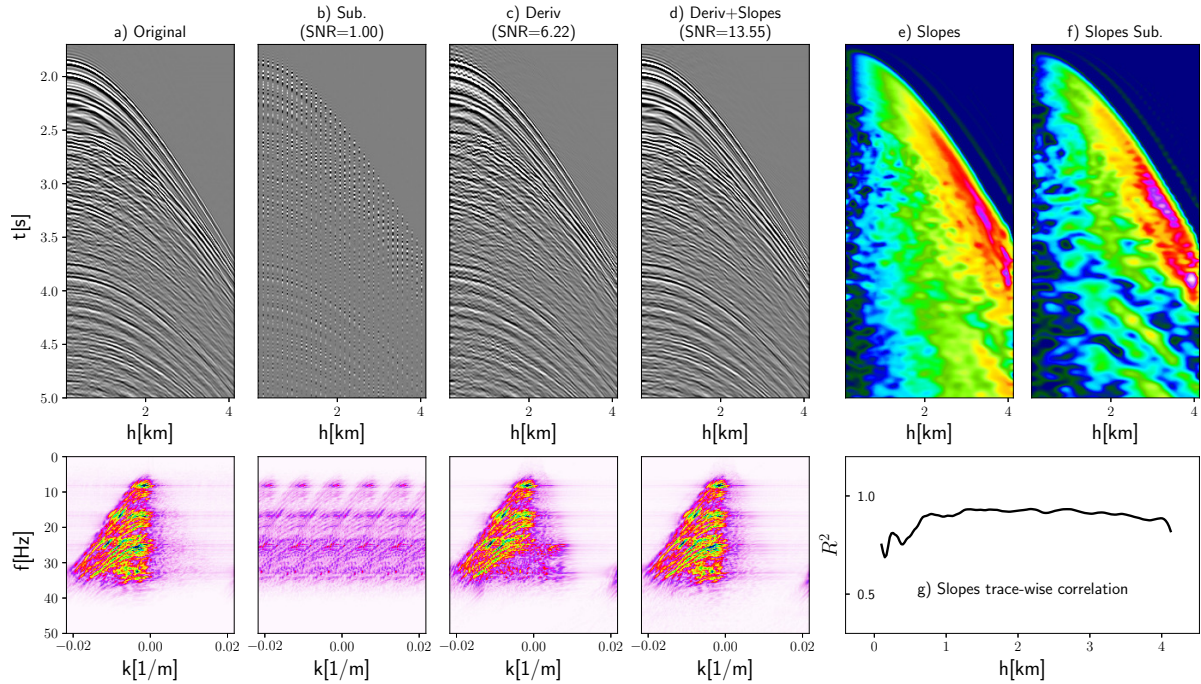 a) Original
b) Sub.
(SNR=1.00)
c) Deriv
(SNR=6.22)
d) Deriv+Slopes
(SNR=13.55)
e) Slopes
f) Slopes Sub.
t[s]
2.0
2.5
3.0
3.5
4.0
4.5
5.0
2 4
2 4
2 4
2 4
2 4
2 4
h[km]
h[km]
h[km]
h[km]
h[km]
h[km]
f[Hz]
0
10
20
30
40
50
−0.02 0.00 0.02
−0.02 0.00 0.02
−0.02 0.00 0.02
−0.02 0.00 0.02
k[1/m]
k[1/m]
k[1/m]
k[1/m]
R²
1.0
0.5
g) Slopes trace-wise correlation
0 1 2 3 4
h[km]